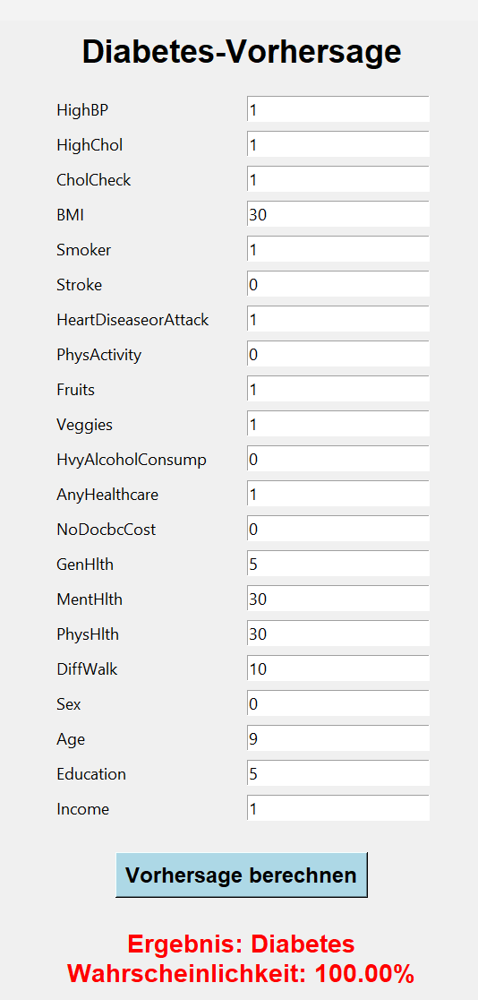 Diabetes-Vorhersage
HighBP 1
HighChol 1
CholCheck 1
BMI 30
Smoker 1
Stroke 0
HeartDiseaseorAttack 1
PhysActivity 0
Fruits 1
Veggies 1
HvyAlcoholConsump 0
AnyHealthcare 1
NoDocbcCost 0
GenHlth 5
MentHlth 30
PhysHlth 30
DiffWalk 10
Sex 0
Age 9
Education 5
Income 1
Vorhersage berechnen
Ergebnis: Diabetes
Wahrscheinlichkeit: 100.00%